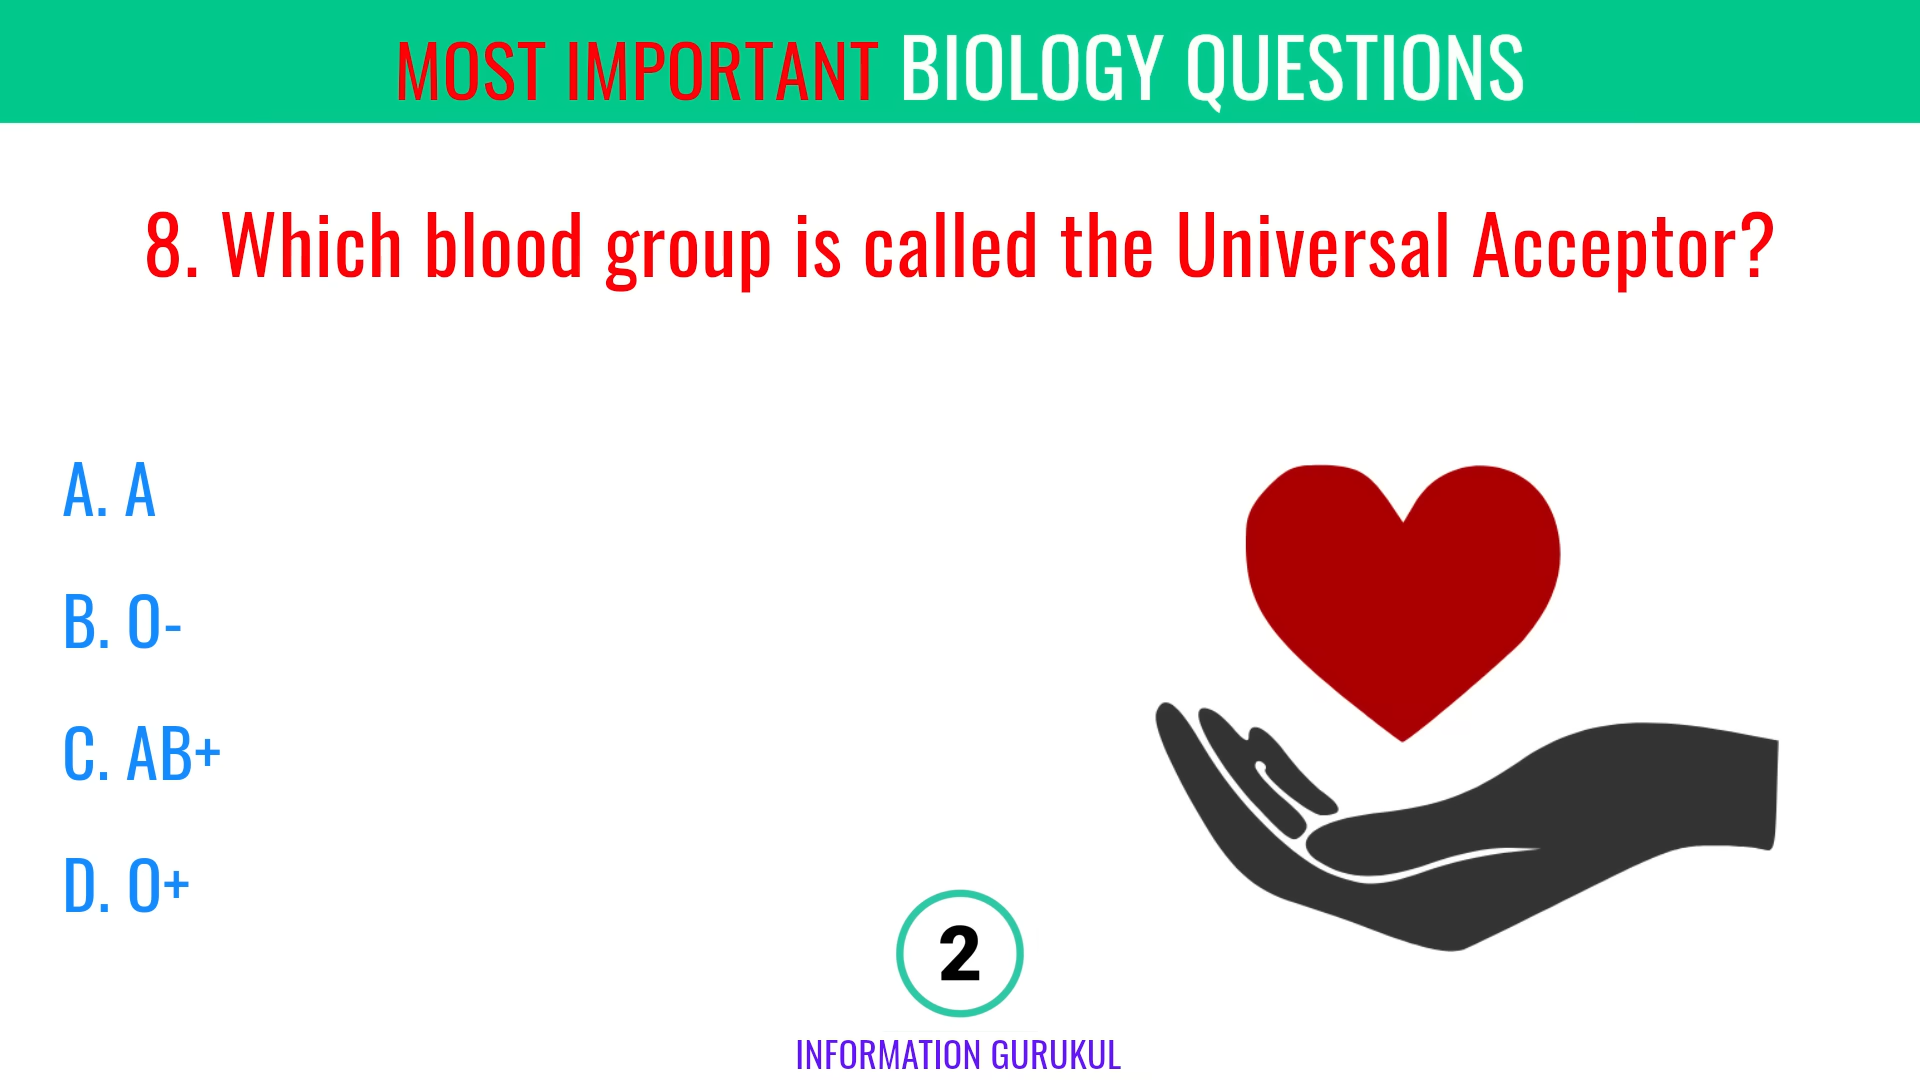 MOST IMPORTANT BIOLOGY QUESTIONS
8. Which blood group is called the Universal Acceptor?
A. A
B. O-
C. AB+
D. O+
2
INFORMATION GURUKUL